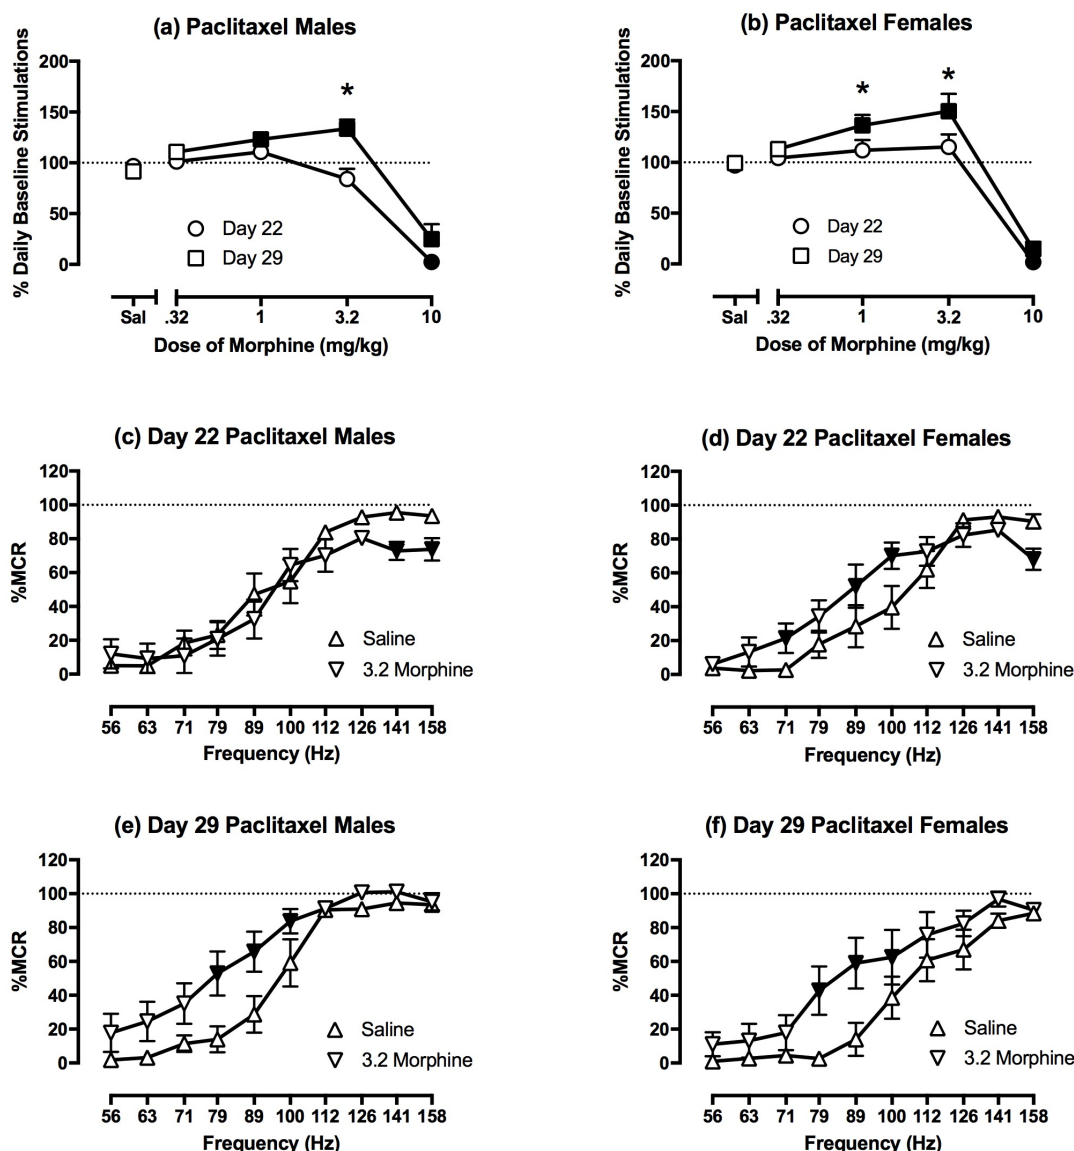 (a) Paclitaxel Males
% Daily Baseline Stimulations
200
150
100
50
0
*
Day 22
Day 29
Sal .32 1 3.2 10
Dose of Morphine (mg/kg)
(b) Paclitaxel Females
% Daily Baseline Stimulations
200
150
100
50
0
* *
Day 22
Day 29
Sal .32 1 3.2 10
Dose of Morphine (mg/kg)
(c) Day 22 Paclitaxel Males
%MCR
120
100
80
60
40
20
0
Saline
3.2 Morphine
56 63 71 79 89 100 112 126 141 158
Frequency (Hz)
(d) Day 22 Paclitaxel Females
%MCR
120
100
80
60
40
20
0
Saline
3.2 Morphine
56 63 71 79 89 100 112 126 141 158
Frequency (Hz)
(e) Day 29 Paclitaxel Males
%MCR
120
100
80
60
40
20
0
Saline
3.2 Morphine
56 63 71 79 89 100 112 126 141 158
Frequency (Hz)
(f) Day 29 Paclitaxel Females
%MCR
120
100
80
60
40
20
0
Saline
3.2 Morphine
56 63 71 79 89 100 112 126 141 158
Frequency (Hz)